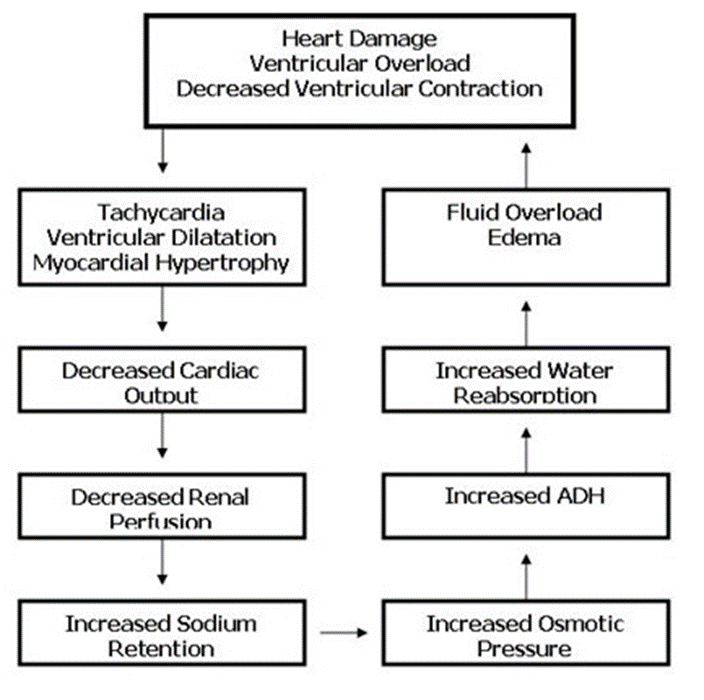 Heart Damage
Ventricular Overload
Decreased Ventricular Contraction
Tachycardia
Ventricular Dilatation
Myocardial Hypertrophy
Decreased Cardiac
Output
Decreased Renal
Perfusion
Increased Sodium
Retention
Increased Osmotic
Pressure
Increased ADH
Increased Water
Reabsorption
Fluid Overload
Edema